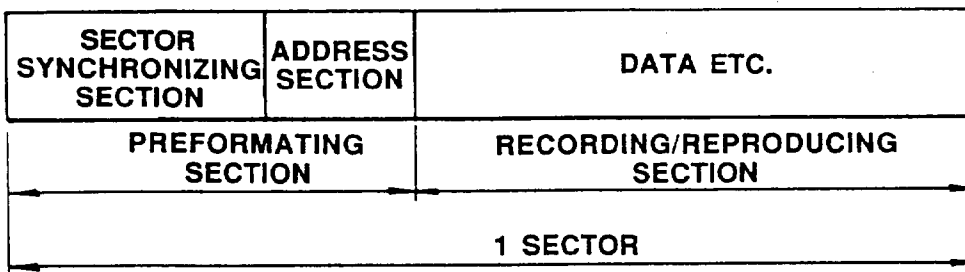 SECTOR
SYNCHRONIZING
SECTION
ADDRESS
SECTION
DATA ETC.
PREFORMATING
SECTION
RECORDING/REPRODUCING
SECTION
1 SECTOR